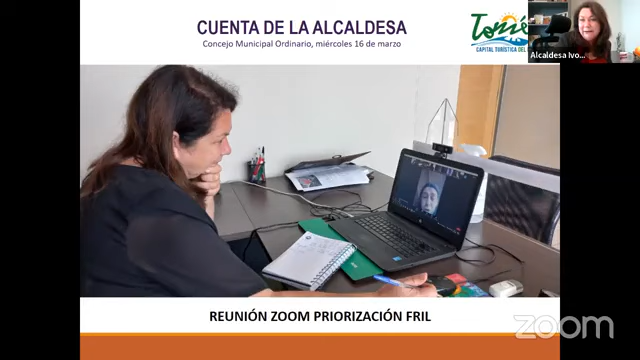 CUENTA DE LA ALCALDESA
Concejo Municipal Ordinario, miércoles 16 de marzo
Tomé
CAPITAL TURISTICA DEL
Alcaldesa Ivo...
REUNIÓN ZOOM PRIORIZACIÓN FRIL
zoom